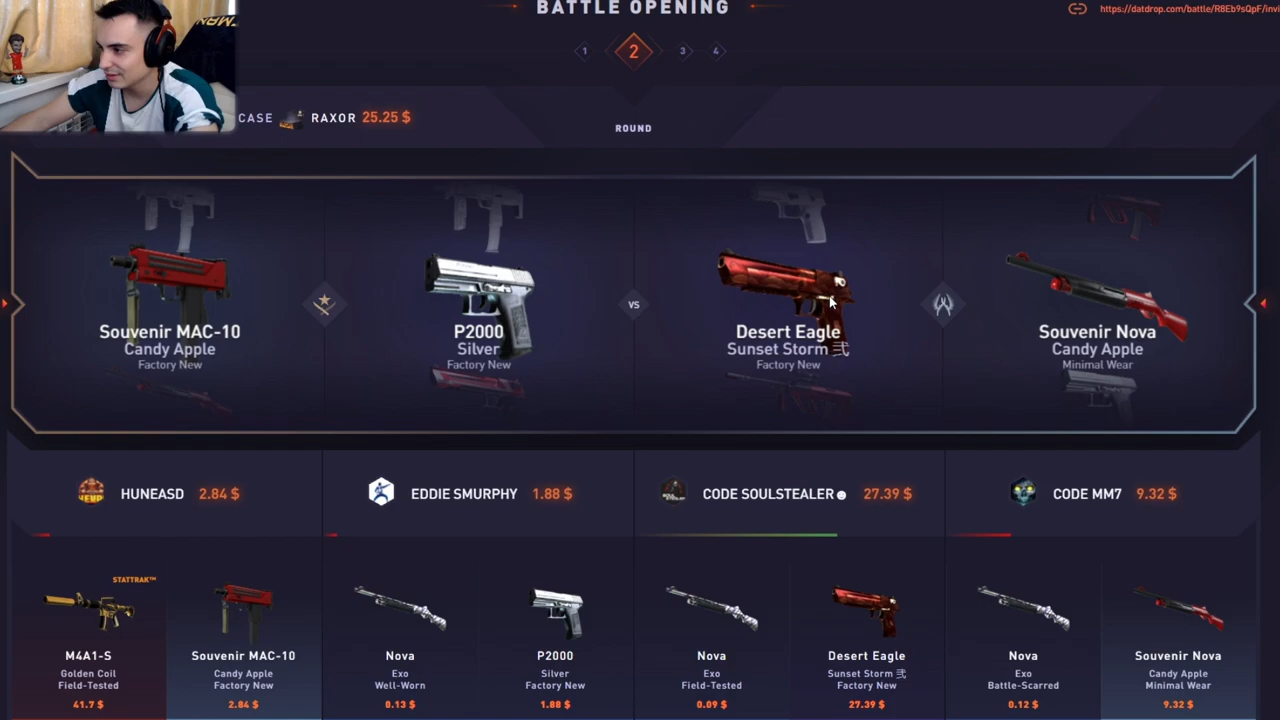 BATTLE OPENING
https://datdrop.com/battle/R8Eb9sQpF/invi
1
2
3
4
CASE RAXOR 25.25 $
ROUND
Souvenir MAC-10
Candy Apple
Factory New
P2000
Silver
Factory New
VS
Desert Eagle
Sunset Storm 弐
Factory New
Souvenir Nova
Candy Apple
Minimal Wear
HUNEASD 2.84 $
EDDIE SMURPHY 1.88 $
CODE SOULSTEALER 27.39 $
CODE MM7 9.32 $
STATTRAK™
M4A1-S
Golden Coil
Field-Tested
41.7 $
Souvenir MAC-10
Candy Apple
Factory New
2.84 $
Nova
Exo
Well-Worn
0.13 $
P2000
Silver
Factory New
1.88 $
Nova
Exo
Field-Tested
0.09 $
Desert Eagle
Sunset Storm 弐
Factory New
27.39 $
Nova
Exo
Battle-Scarred
0.12 $
Souvenir Nova
Candy Apple
Minimal Wear
9.32 $